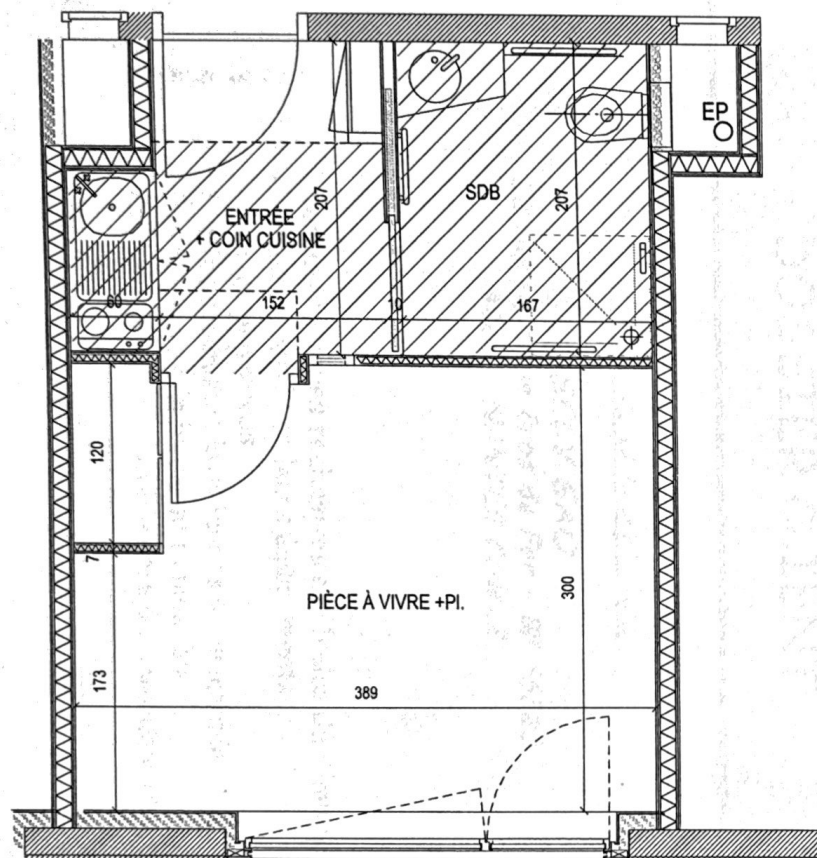 EP
ENTRÉE
+ COIN CUISINE
207
SDB
207
60
152
10
167
120
7
PIÈCE À VIVRE +PI.
300
173
389